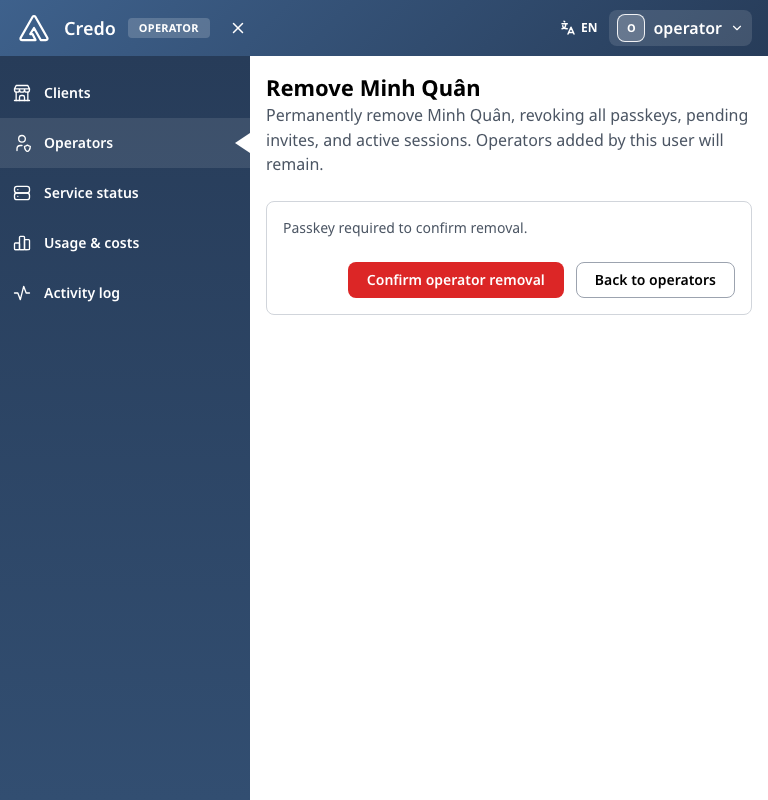 Credo
OPERATOR
EN
O
operator
Clients
Operators
Service status
Usage & costs
Activity log
Remove Minh Quân
Permanently remove Minh Quân, revoking all passkeys, pending
invites, and active sessions. Operators added by this user will
remain.
Passkey required to confirm removal.
Confirm operator removal
Back to operators